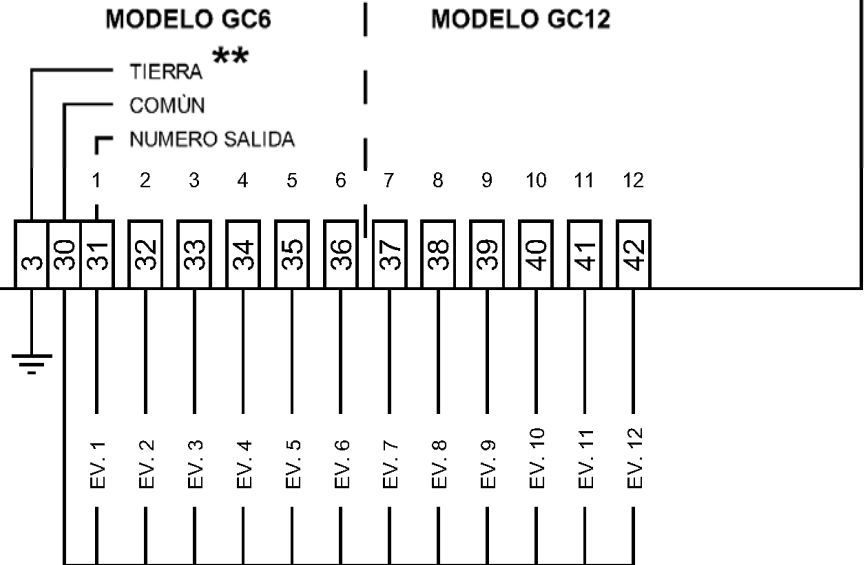 MODELO GC6 MODELO GC12
TIERRA **
COMÙN
NUMERO SALIDA
1 2 3 4 5 6 7 8 9 10 11 12
3 30 31 32 33 34 35 36 37 38 39 40 41 42
EV. 1 EV. 2 EV. 3 EV. 4 EV. 5 EV. 6 EV. 7 EV. 8 EV. 9 EV. 10 EV. 11 EV. 12